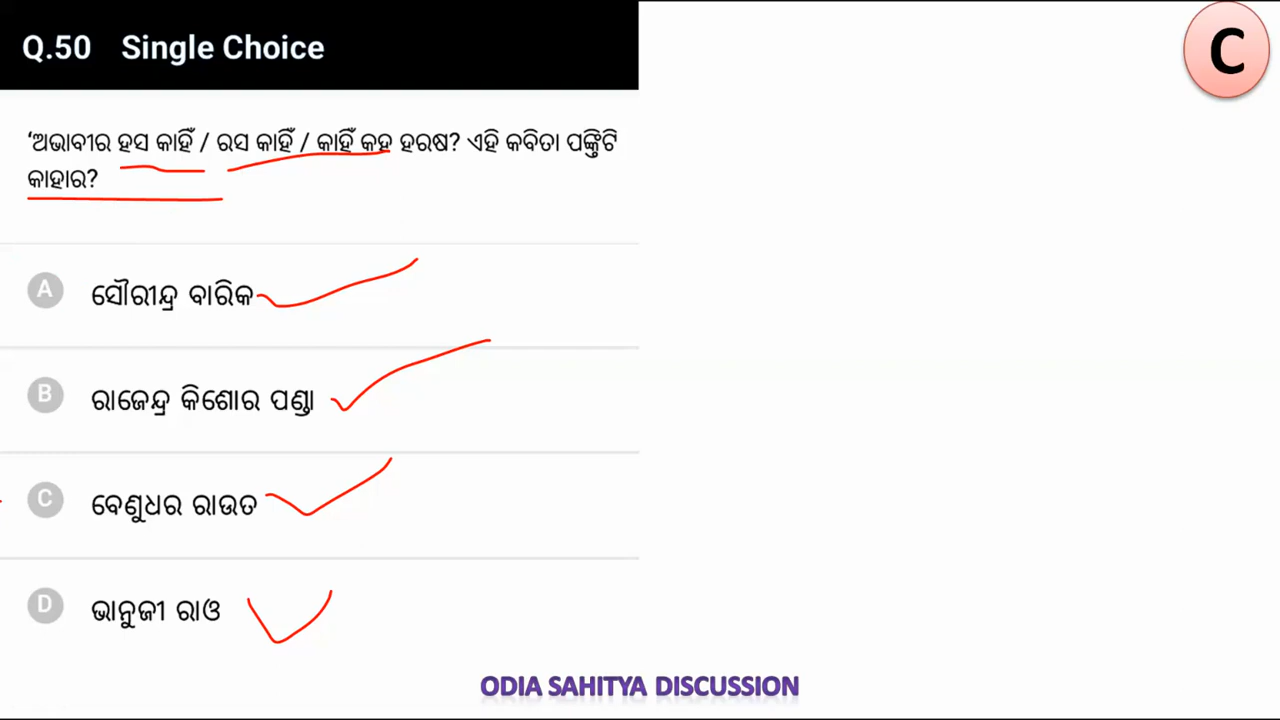 Q.50 Single Choice
C
‘ଅଭାବୀର ହସ କାହିଁ / ରସ କାହିଁ / କାହିଁ କହ ହରଷ? ଏହି କବିତା ପଙ୍କ୍ତିଟି
କାହାର?
A ସୌରୀନ୍ଦ୍ର ବାରିକ
B ରାଜେନ୍ଦ୍ର କିଶୋର ପଣ୍ଡା
C ବେଣୁଧର ରାଉତ
D ଭାନୁଜୀ ରାଓ
ODIA SAHITYA DISCUSSION